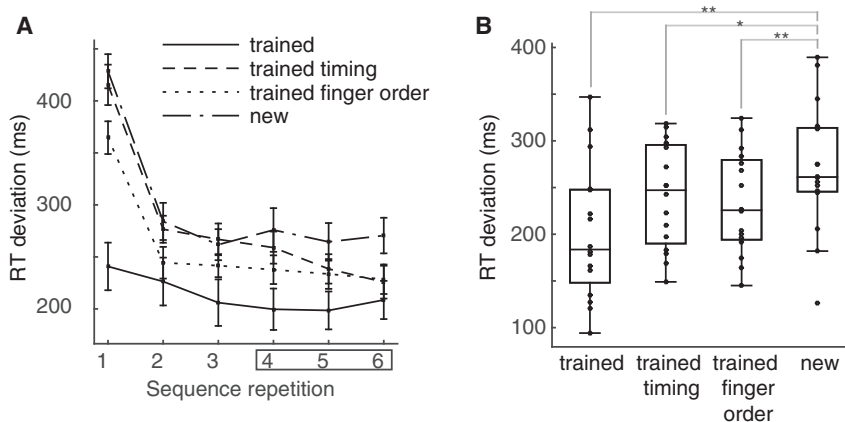 A
trained
trained timing
trained finger order
new
RT deviation (ms)
400
300
200
1 2 3 4 5 6
Sequence repetition
B
**
*
**
RT deviation (ms)
400
300
200
100
trained
trained
timing
trained
finger
order
new